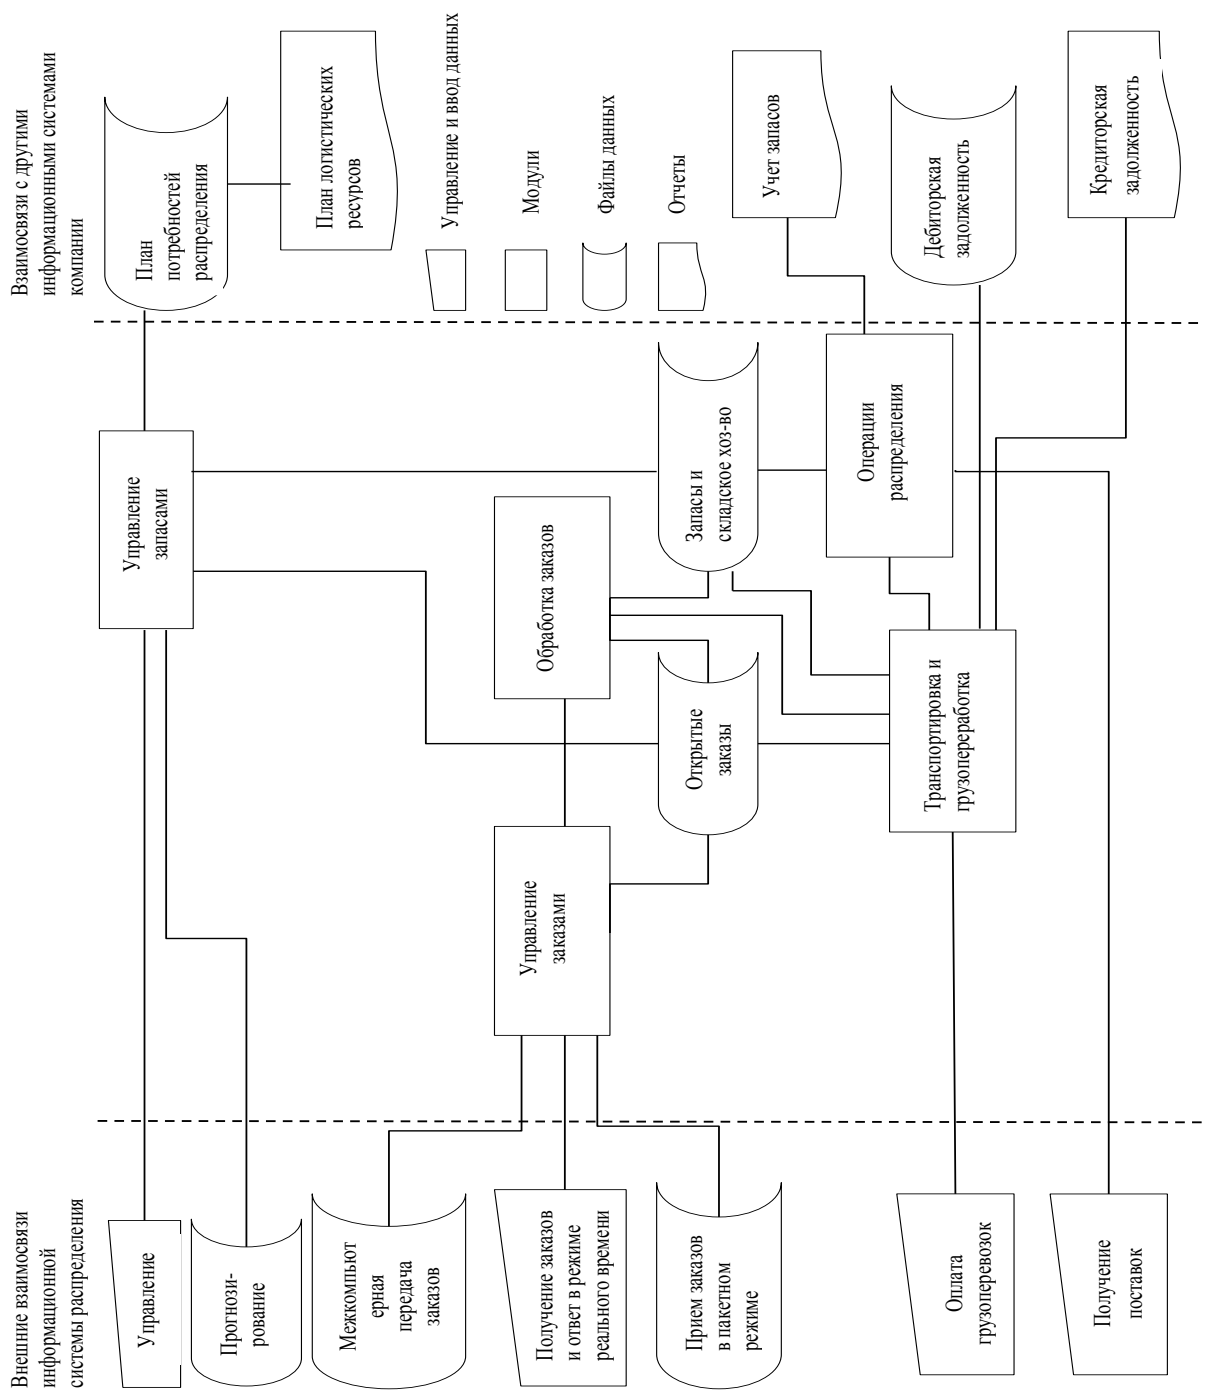 Внешние взаимосвязи
информационной
системы распределения
Взаимосвязи с другими
информационными системами
компании
Управление
Прогнози-
рование
Межкомпьют
ерная
передача
заказов
Получение заказов
и ответ в режиме
реального времени
Прием заказов
в пакетном
режиме
Оплата
грузоперевозок
Получение
поставок
Управление
запасами
Управление
заказами
Обработка заказов
Открытые
заказы
Запасы и
складское хоз-во
Транспортировка и
грузопереработка
Операции
распределения
План
потребностей
распределения
План логистических
ресурсов
Управление и ввод данных
Модули
Файлы данных
Отчеты
Учет запасов
Дебиторская
задолженность
Кредиторская
задолженность